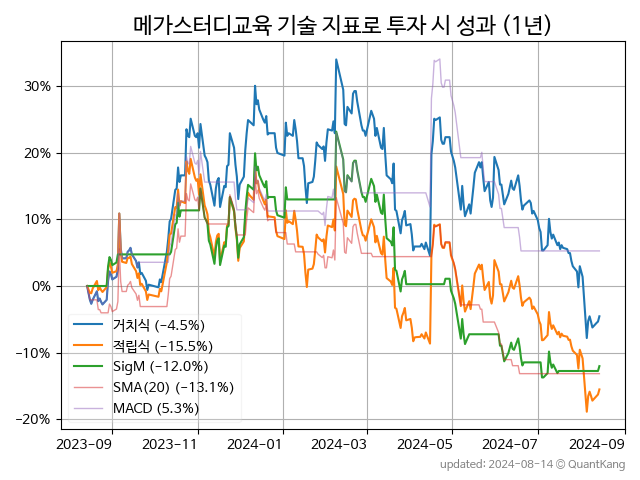 메가스터디교육 기술 지표로 투자 시 성과 (1년)
30%
20%
10%
0%
−10%
−20%
거치식 (−4.5%)
적립식 (−15.5%)
SigM (−12.0%)
SMA(20) (−13.1%)
MACD (5.3%)
2023-09 2023-11 2024-01 2024-03 2024-05 2024-07 2024-09
updated: 2024-08-14 © QuantKang